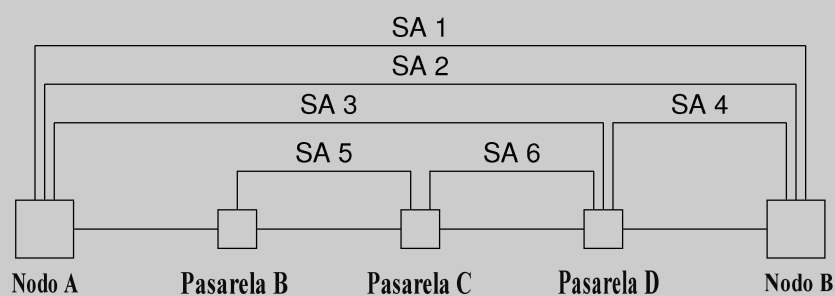 SA 1
SA 2
SA 3
SA 4
SA 5
SA 6
Nodo A
Pasarela B
Pasarela C
Pasarela D
Nodo B